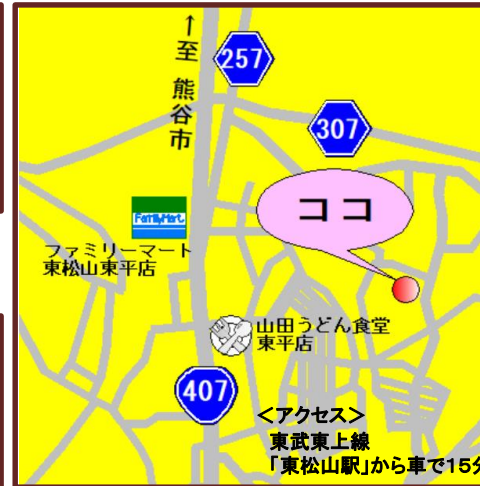 ↑至 熊谷市
257
307
ココ
FamilyMart
ファミリーマート
東松山東平店
山田うどん食堂
東平店
407
＜アクセス＞
東武東上線
「東松山駅」から車で15分